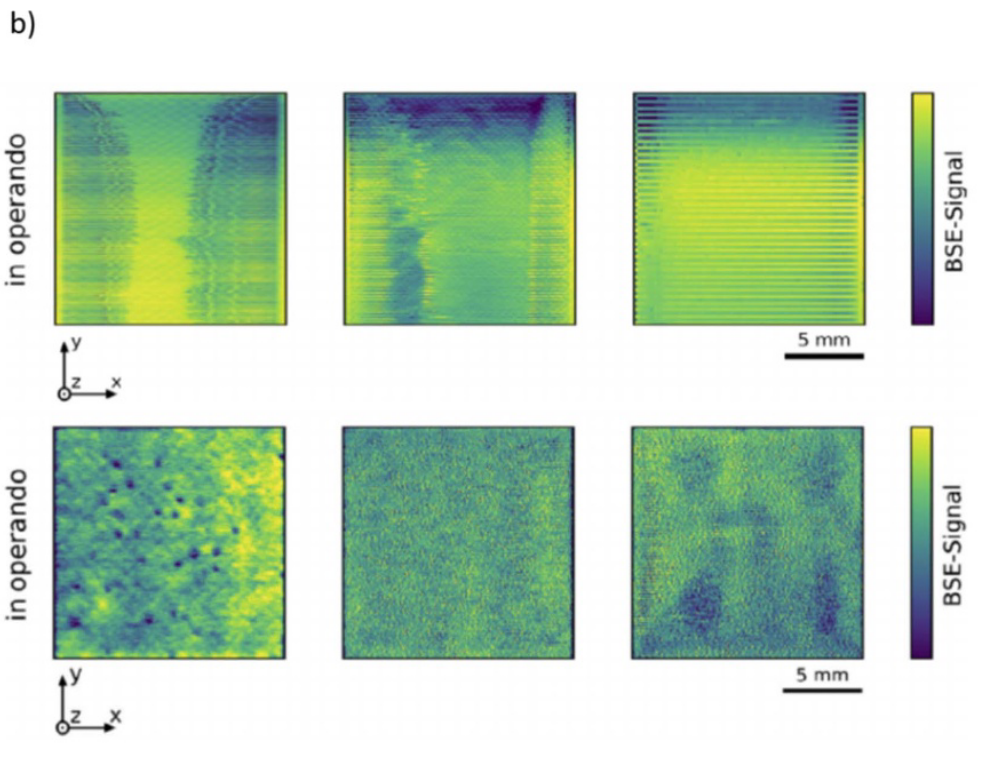 b)
in operando
BSE-Signal
5 mm
y
z
x
in operando
BSE-Signal
5 mm
y
z
x